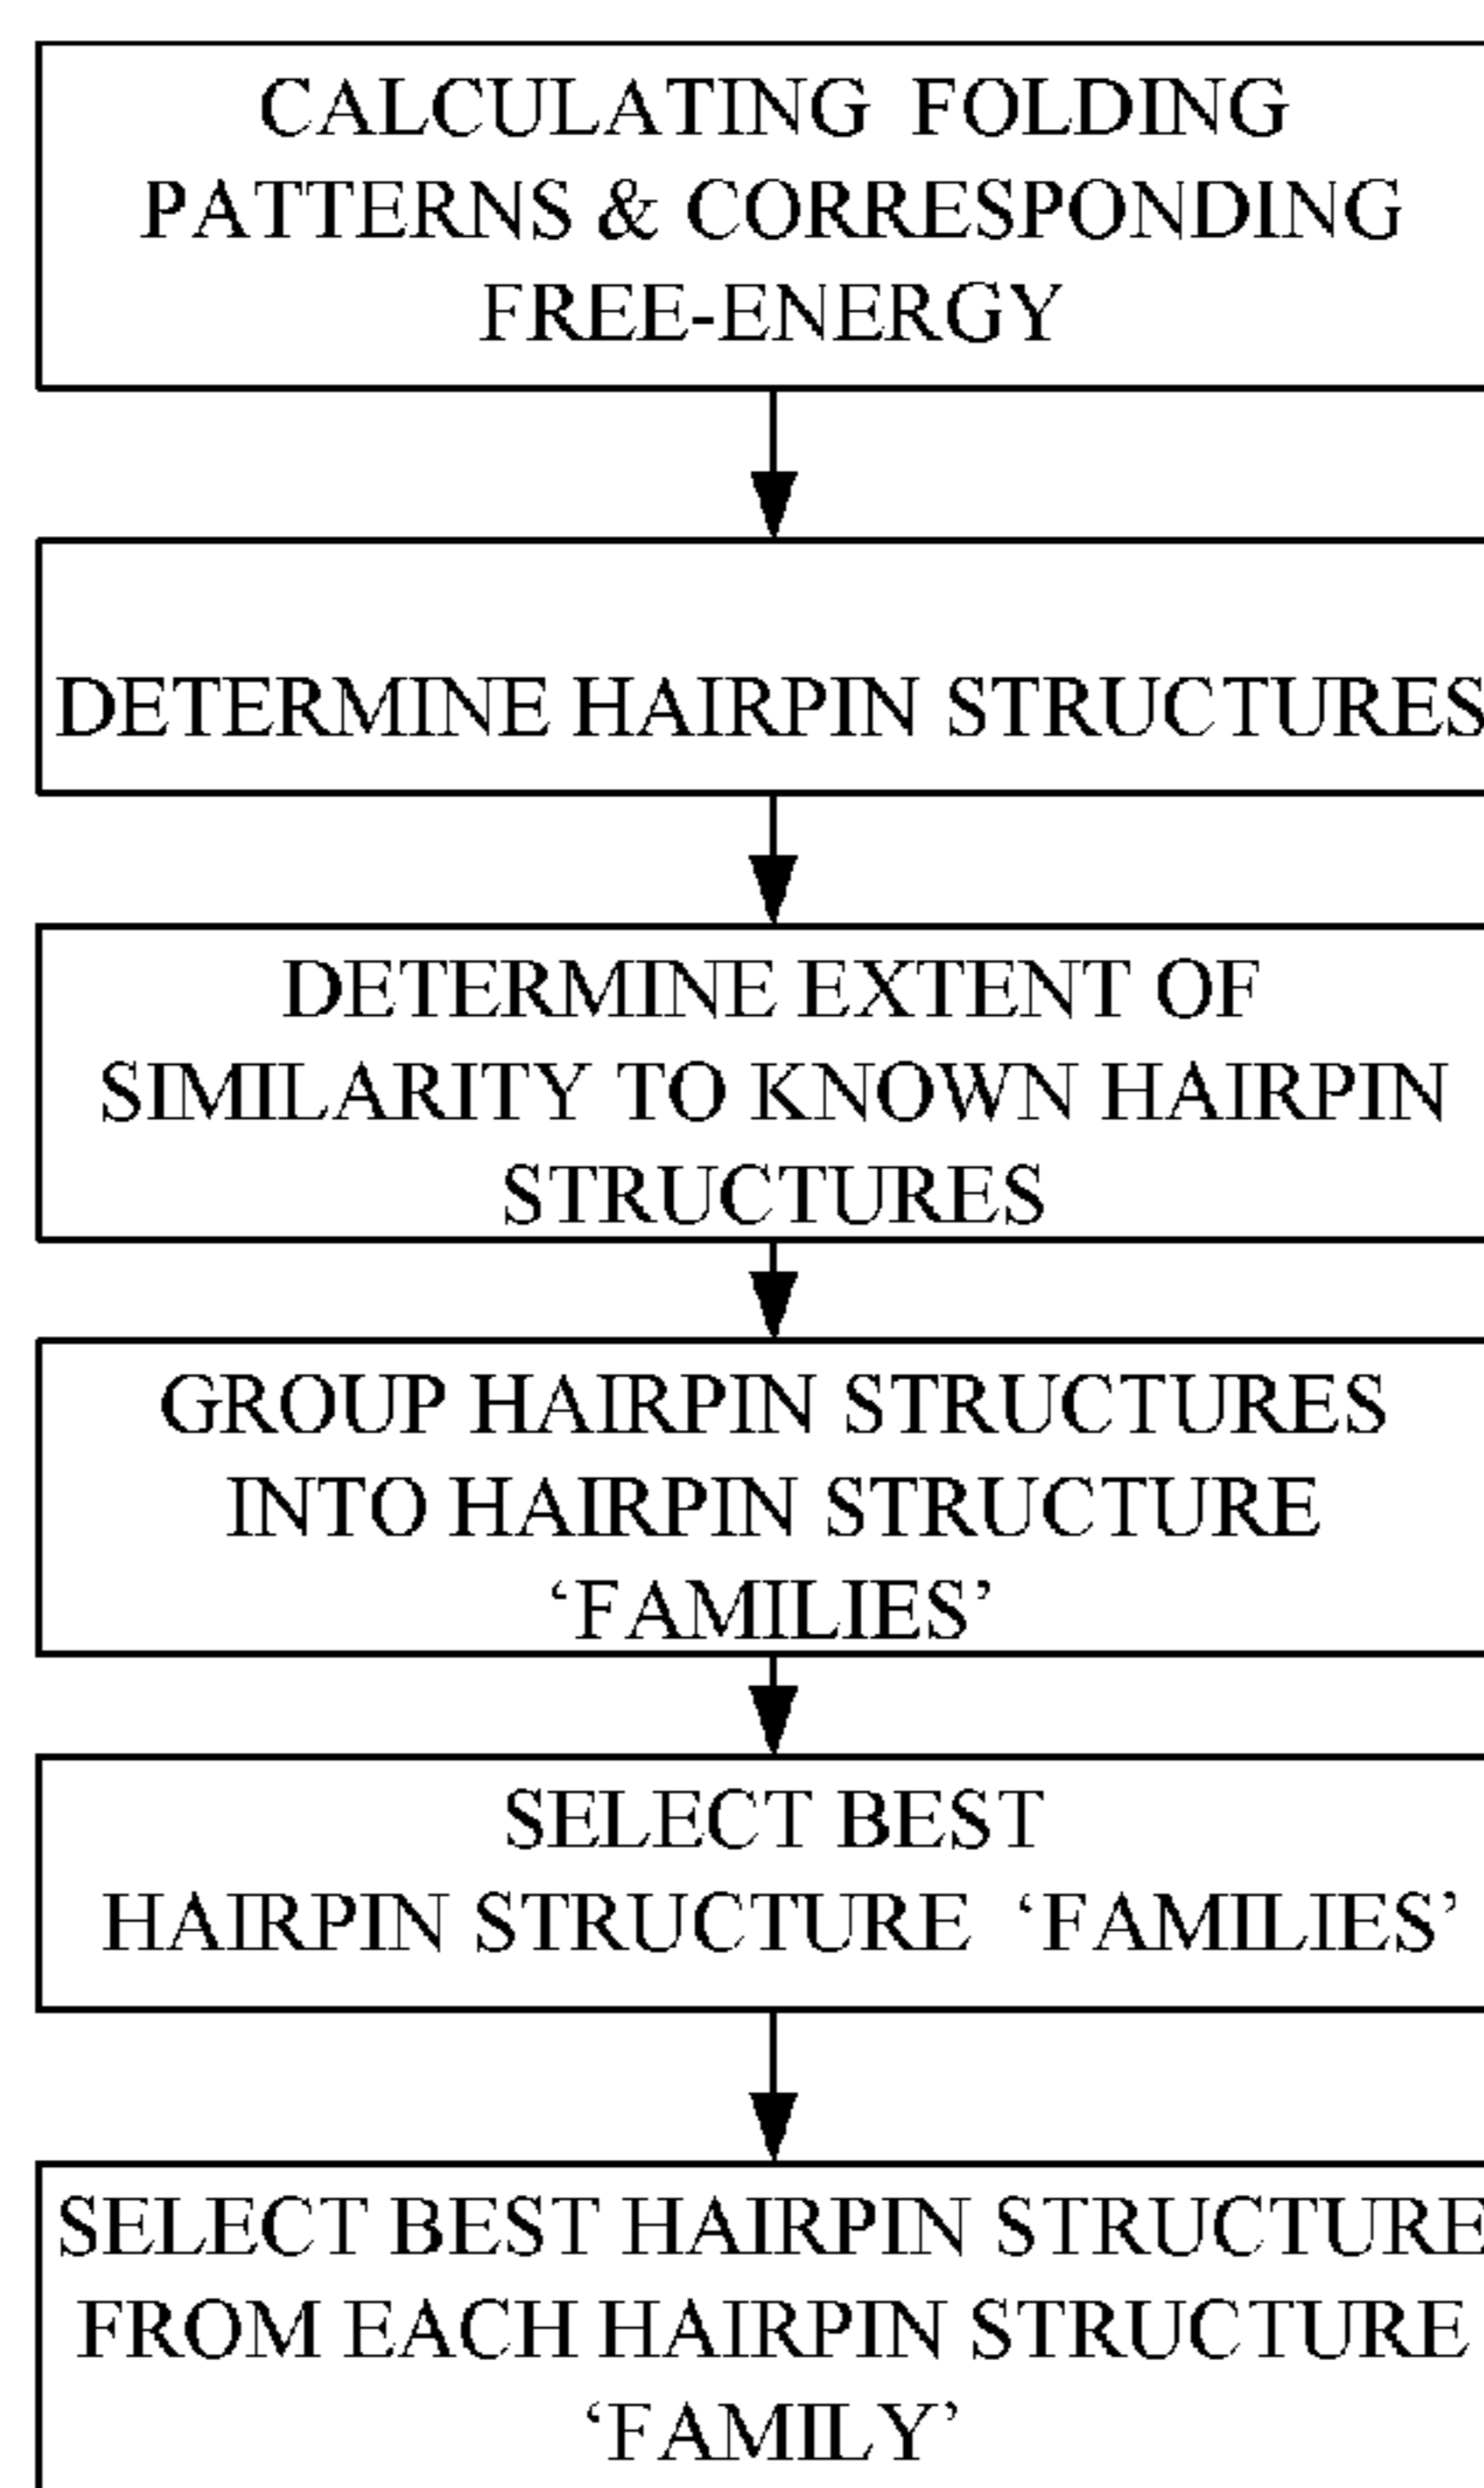 CALCULATING FOLDING
PATTERNS & CORRESPONDING
FREE-ENERGY
DETERMINE HAIRPIN STRUCTURES
DETERMINE EXTENT OF
SIMILARITY TO KNOWN HAIRPIN
STRUCTURES
GROUP HAIRPIN STRUCTURES
INTO HAIRPIN STRUCTURE
‘FAMILIES’
SELECT BEST
HAIRPIN STRUCTURE ‘FAMILIES’
SELECT BEST HAIRPIN STRUCTURE
FROM EACH HAIRPIN STRUCTURE
‘FAMILY’